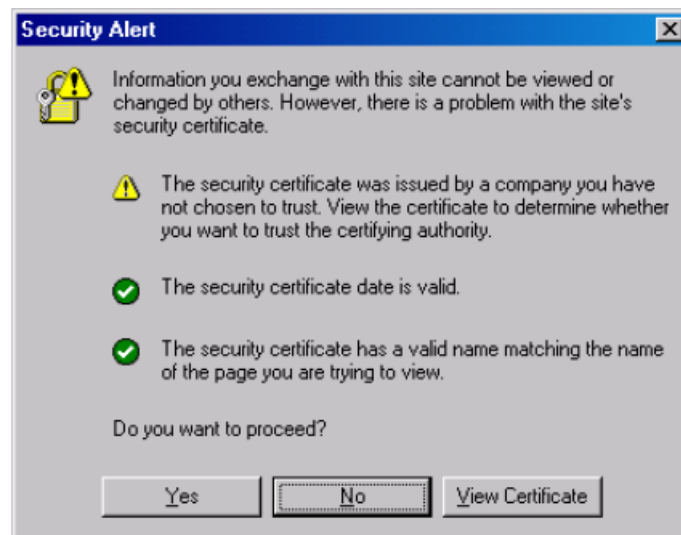 Security Alert
Information you exchange with this site cannot be viewed or
changed by others. However, there is a problem with the site's
security certificate.
The security certificate was issued by a company you have
not chosen to trust. View the certificate to determine whether
you want to trust the certifying authority.
The security certificate date is valid.
The security certificate has a valid name matching the name
of the page you are trying to view.
Do you want to proceed?
Yes No View Certificate